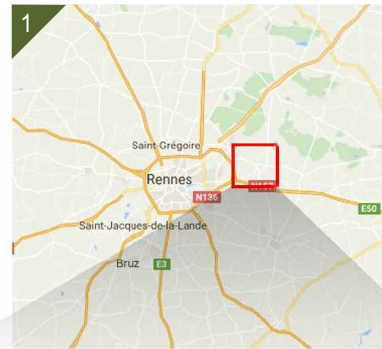 1
Saint-Grégoire
Rennes
N136
E50
Saint-Jacques-de-la-Lande
Bruz
E3